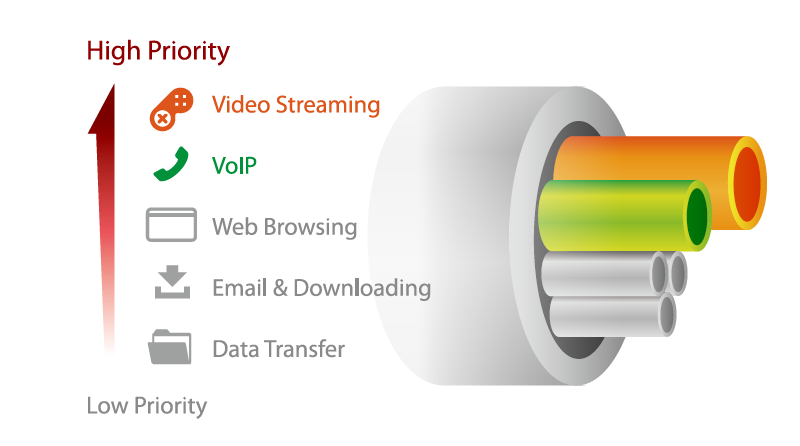 High Priority
Video Streaming
VoIP
Web Browsing
Email & Downloading
Data Transfer
Low Priority